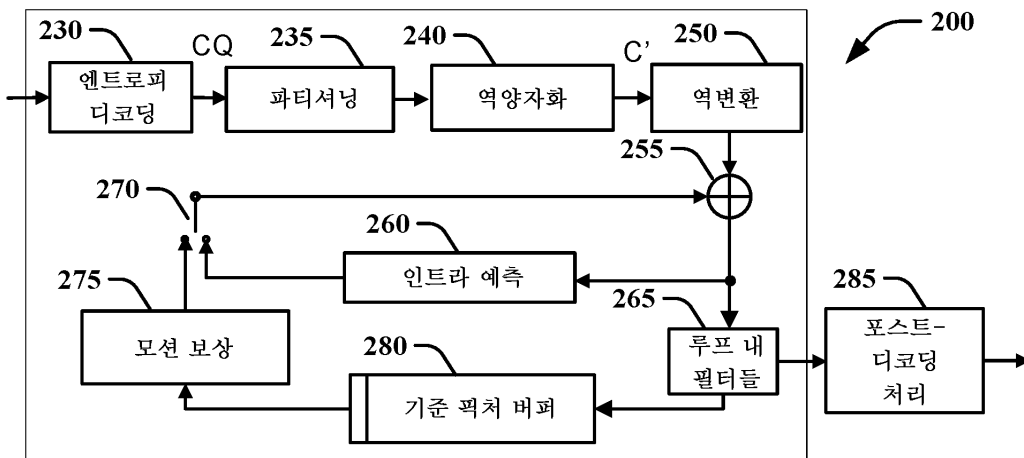 200
230
엔트로피
디코딩
CQ
235
파티셔닝
240
역양자화
C'
250
역변환
255
270
260
인트라 예측
275
모션 보상
265
루프 내
필터들
285
포스트-
디코딩
처리
280
기준 픽처 버퍼